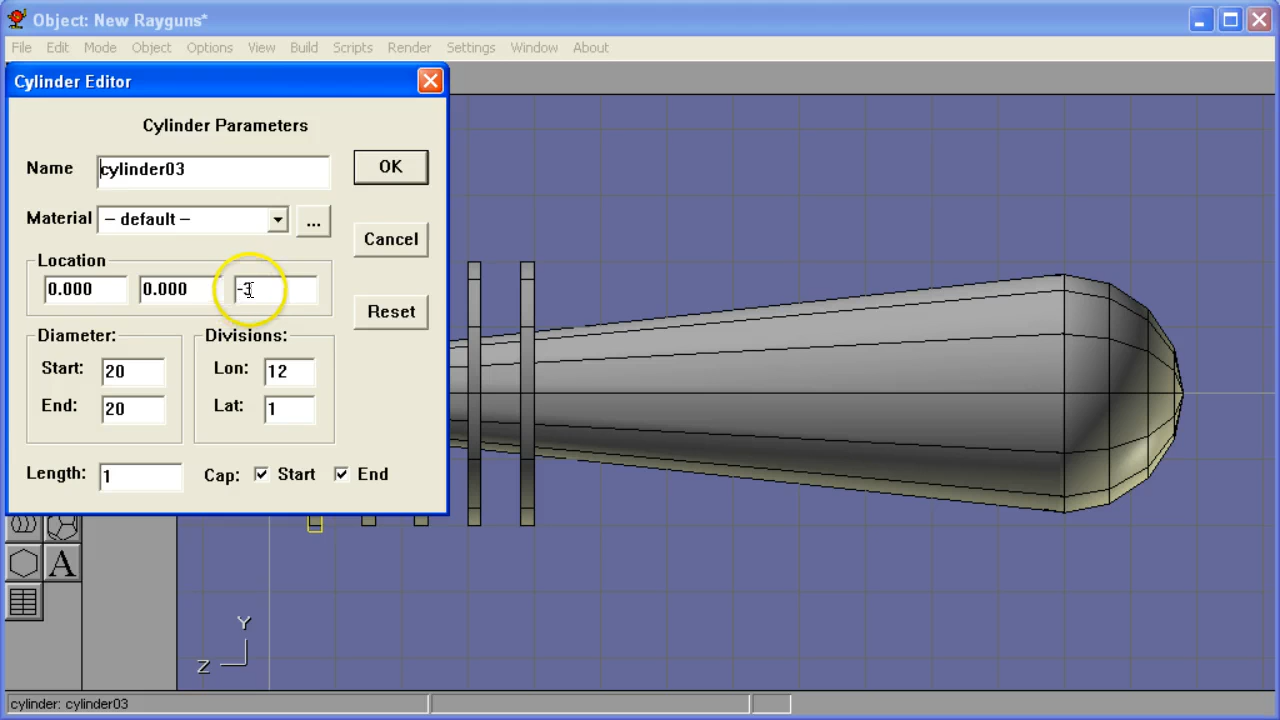 Object: New Rayguns*
File Edit Mode Object Options View Build Scripts Render Settings Window About
Cylinder Editor
Cylinder Parameters
Name cylinder03 OK
Material – default – ... Cancel
Location
0.000 0.000 -3
Reset
Diameter: Divisions:
Start: 20 Lon: 12
End: 20 Lat: 1
Length: 1 Cap: Start End
A
Y
Z
cylinder: cylinder03